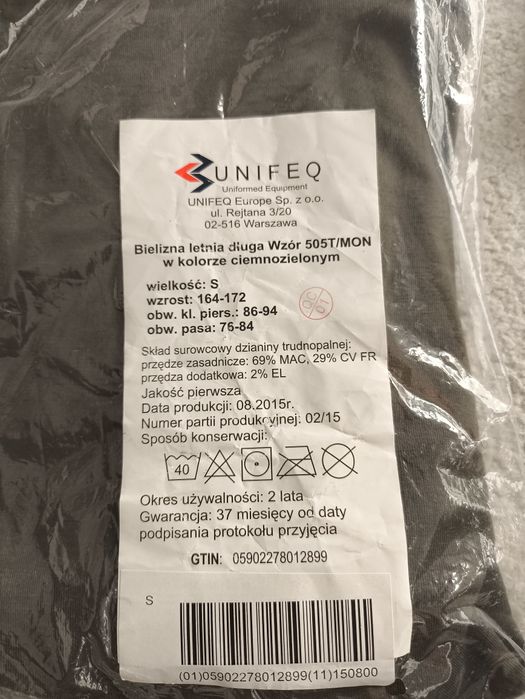 UNIFEQ
Uniformed Equipment
UNIFEQ Europe Sp. z o.o.
ul. Rejtana 3/20
02-516 Warszawa
Bielizna letnia długa Wzór 505T/MON
w kolorze ciemnozielonym
wielkość: S
wzrost: 164-172
obw. kl. piers.: 86-94
obw. pasa: 76-84
QC
01
Skład surowcowy dzianiny trudnopalnej:
przędze zasadnicze: 69% MAC, 29% CV FR
przędza dodatkowa: 2% EL
Jakość pierwsza
Data produkcji: 08.2015r.
Numer partii produkcyjnej: 02/15
Sposób konserwacji:
40
Okres używalności: 2 lata
Gwarancja: 37 miesięcy od daty
podpisania protokołu przyjęcia
GTIN: 05902278012899
S
(01)05902278012899(11)150800